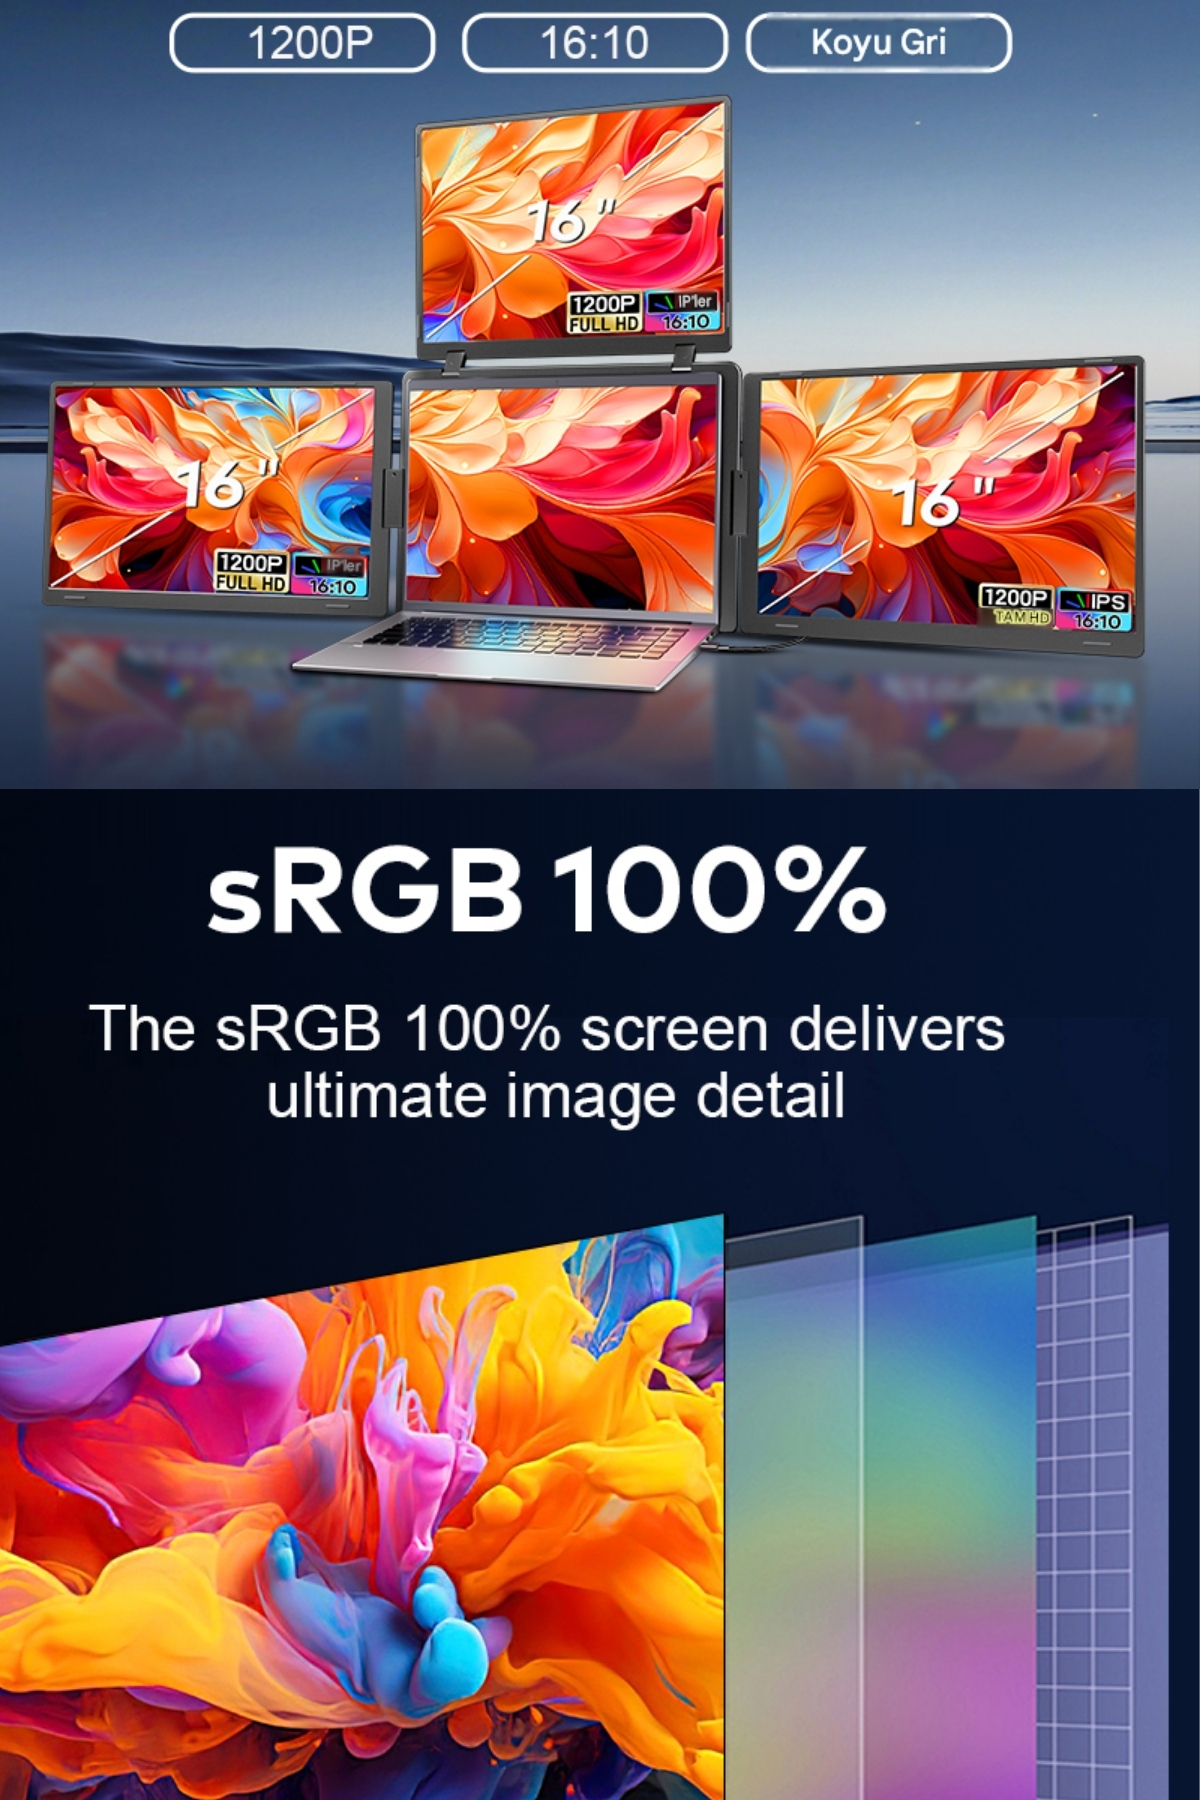 1200P
16:10
Koyu Gri
16"
1200P
FULL HD
IP'ler
16:10
16"
1200P
FULL HD
IP'ler
16:10
16"
1200P
TAM HD
IPS
16:10
sRGB 100%
The sRGB 100% screen delivers
ultimate image detail